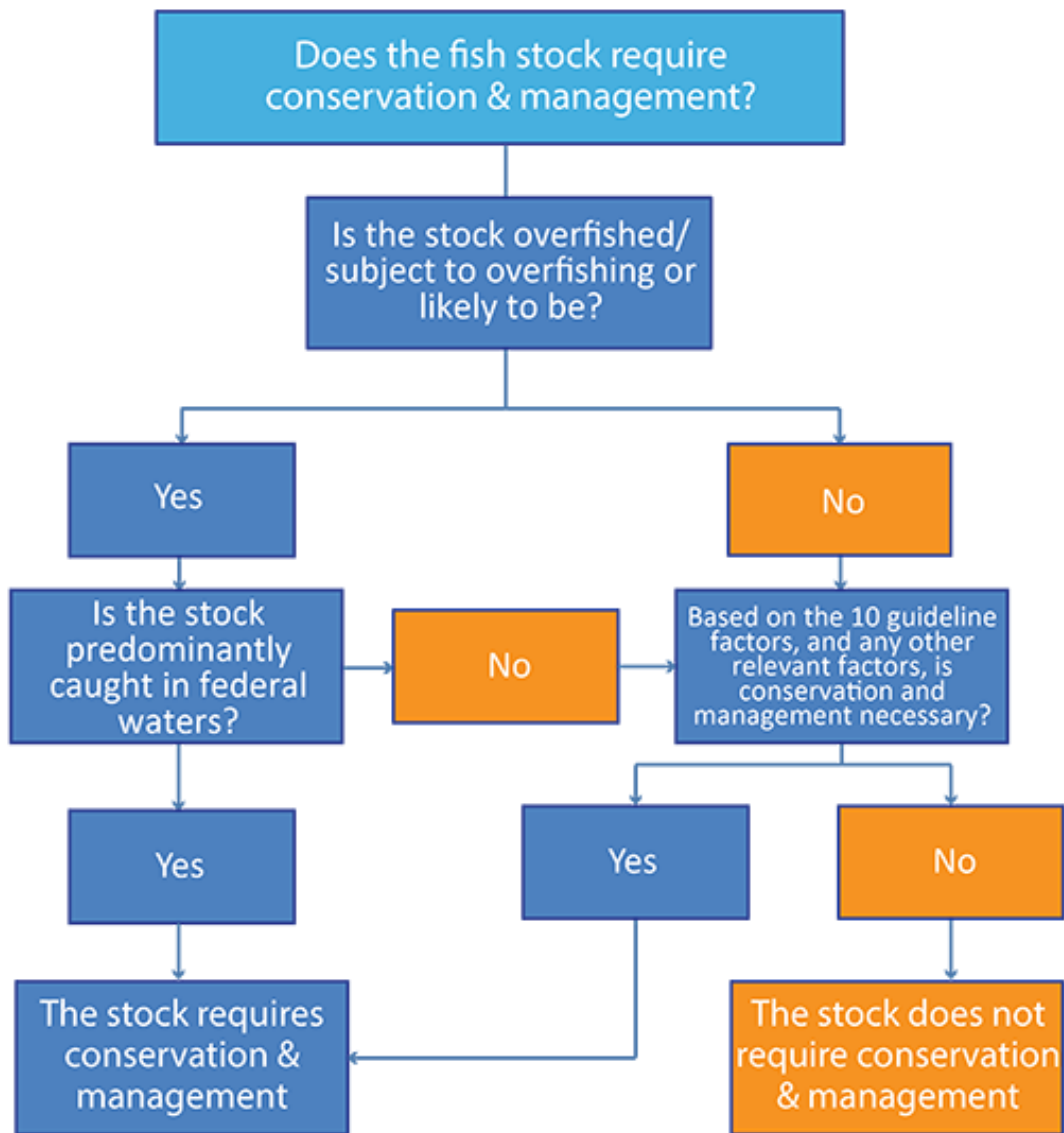 Does the fish stock require
conservation & management?
Is the stock overfished/
subject to overfishing or
likely to be?
Yes
No
Is the stock
predominantly
caught in federal
waters?
No
Based on the 10 guideline
factors, and any other
relevant factors, is
conservation and
management necessary?
Yes
Yes
No
The stock requires
conservation &
management
The stock does not
require conservation
& management